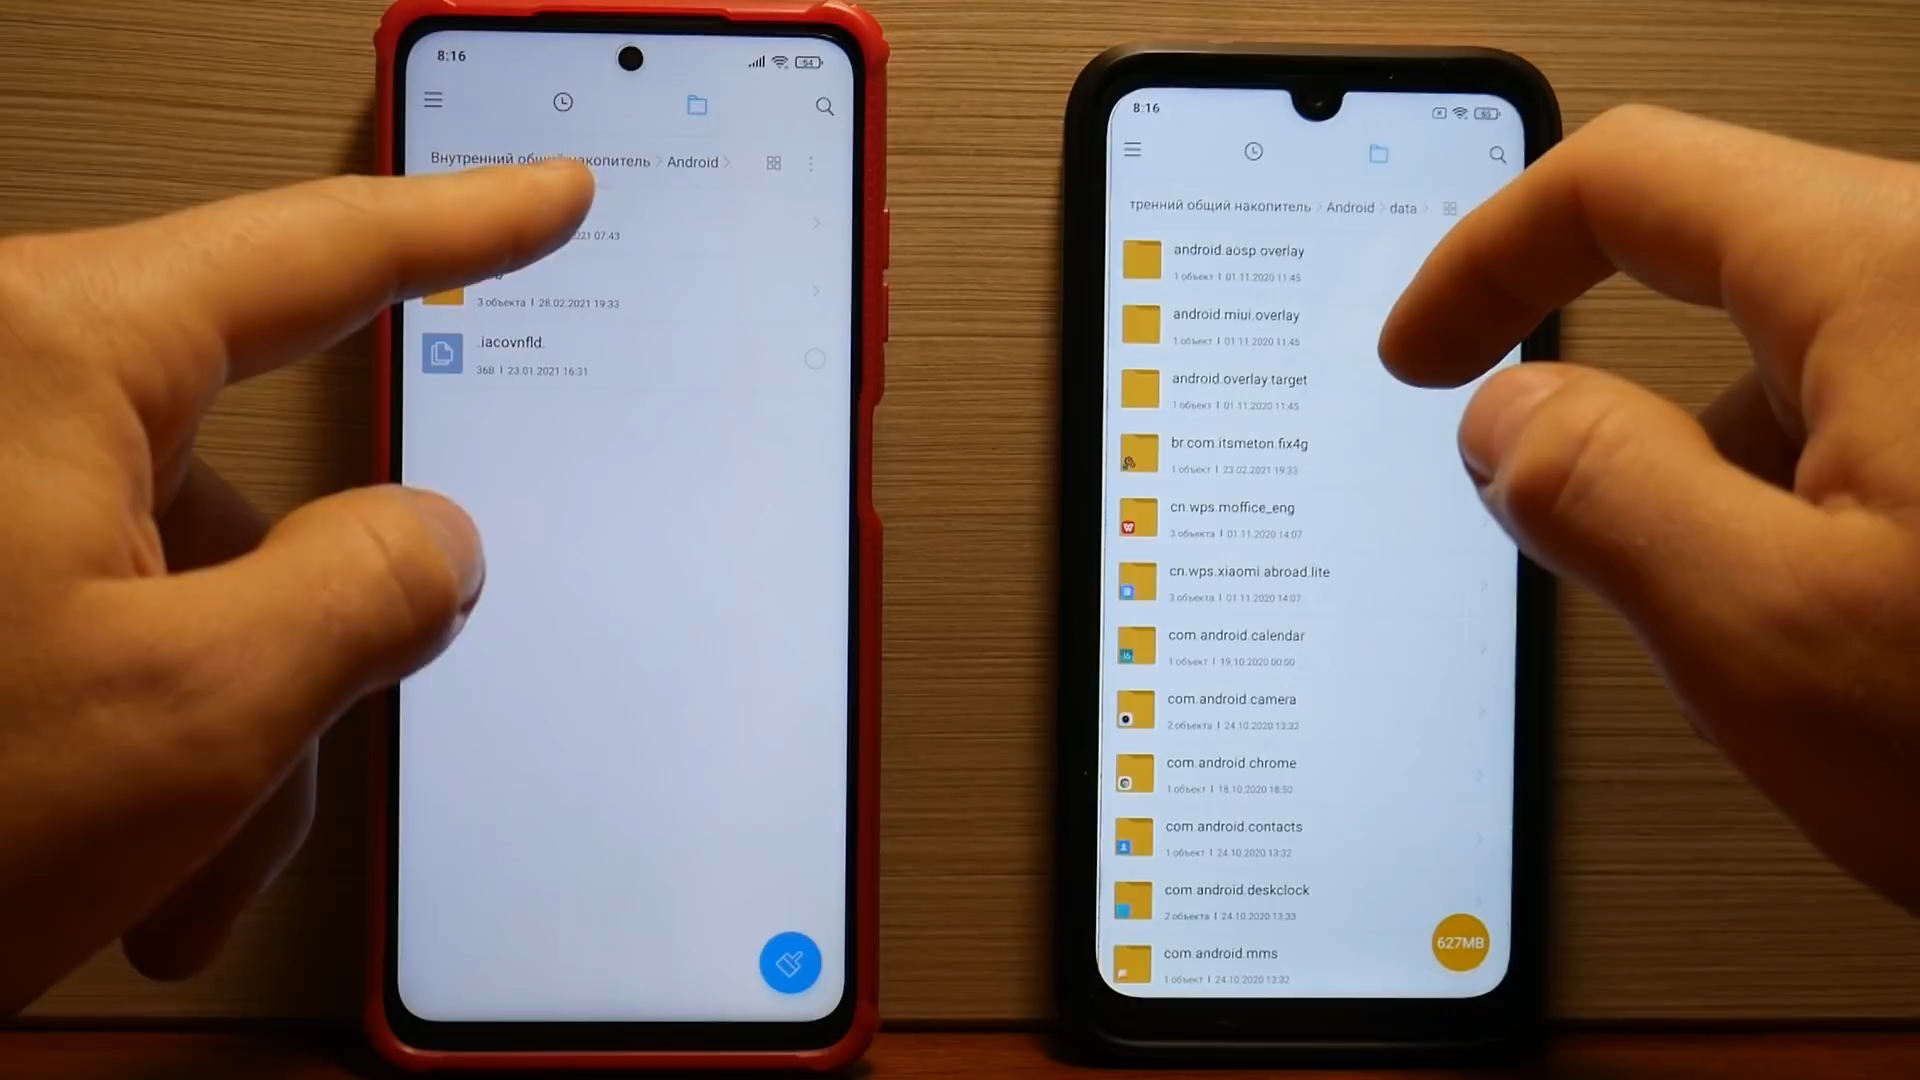 8:16
54
Внутренний общ накопитель > Android >
021 07:43
3 объекта | 28.02.2021 19:33
.iacovnfld.
36B | 23.01.2021 16:31
8:16
65
тренний общий накопитель > Android > data >
android.aosp.overlay
1 объект | 01.11.2020 11:45
android.miui.overlay
1 объект | 01.11.2020 11:45
android.overlay.target
1 объект | 01.11.2020 11:45
br.com.itsmeton.fix4g
1 объект | 23.02.2021 19:33
cn.wps.moffice_eng
3 объекта | 01.11.2020 14:07
cn.wps.xiaomi.abroad.lite
3 объекта | 01.11.2020 14:07
com.android.calendar
1 объект | 19.10.2020 00:00
com.android.camera
2 объекта | 24.10.2020 13:32
com.android.chrome
1 объект | 18.10.2020 18:50
com.android.contacts
1 объект | 24.10.2020 13:32
com.android.deskclock
2 объекта | 24.10.2020 13:33
com.android.mms
1 объект | 24.10.2020 13:32
627MB